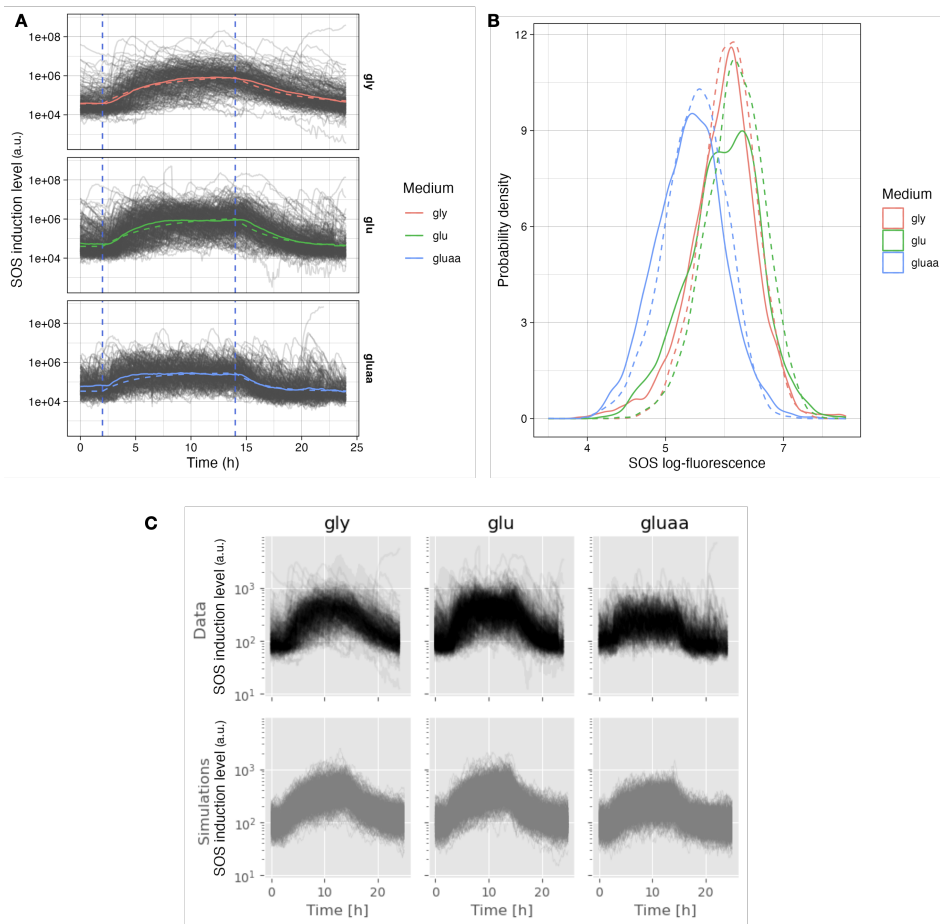 A
1e+08
1e+06
1e+04
gly
1e+08
1e+06
1e+04
glu
1e+08
1e+06
1e+04
gluaa
SOS induction level (a.u.)
0 5 10 15 20 25
Time (h)
Medium
gly
glu
gluaa
B
12
9
6
3
0
Probability density
4 5 7
SOS log-fluorescence
Medium
gly
glu
gluaa
C
gly glu gluaa
Data
SOS induction level (a.u.)
10³
10²
10¹
Simulations
SOS induction level (a.u.)
10³
10²
10¹
0 10 20 0 10 20 0 10 20
Time [h] Time [h] Time [h]